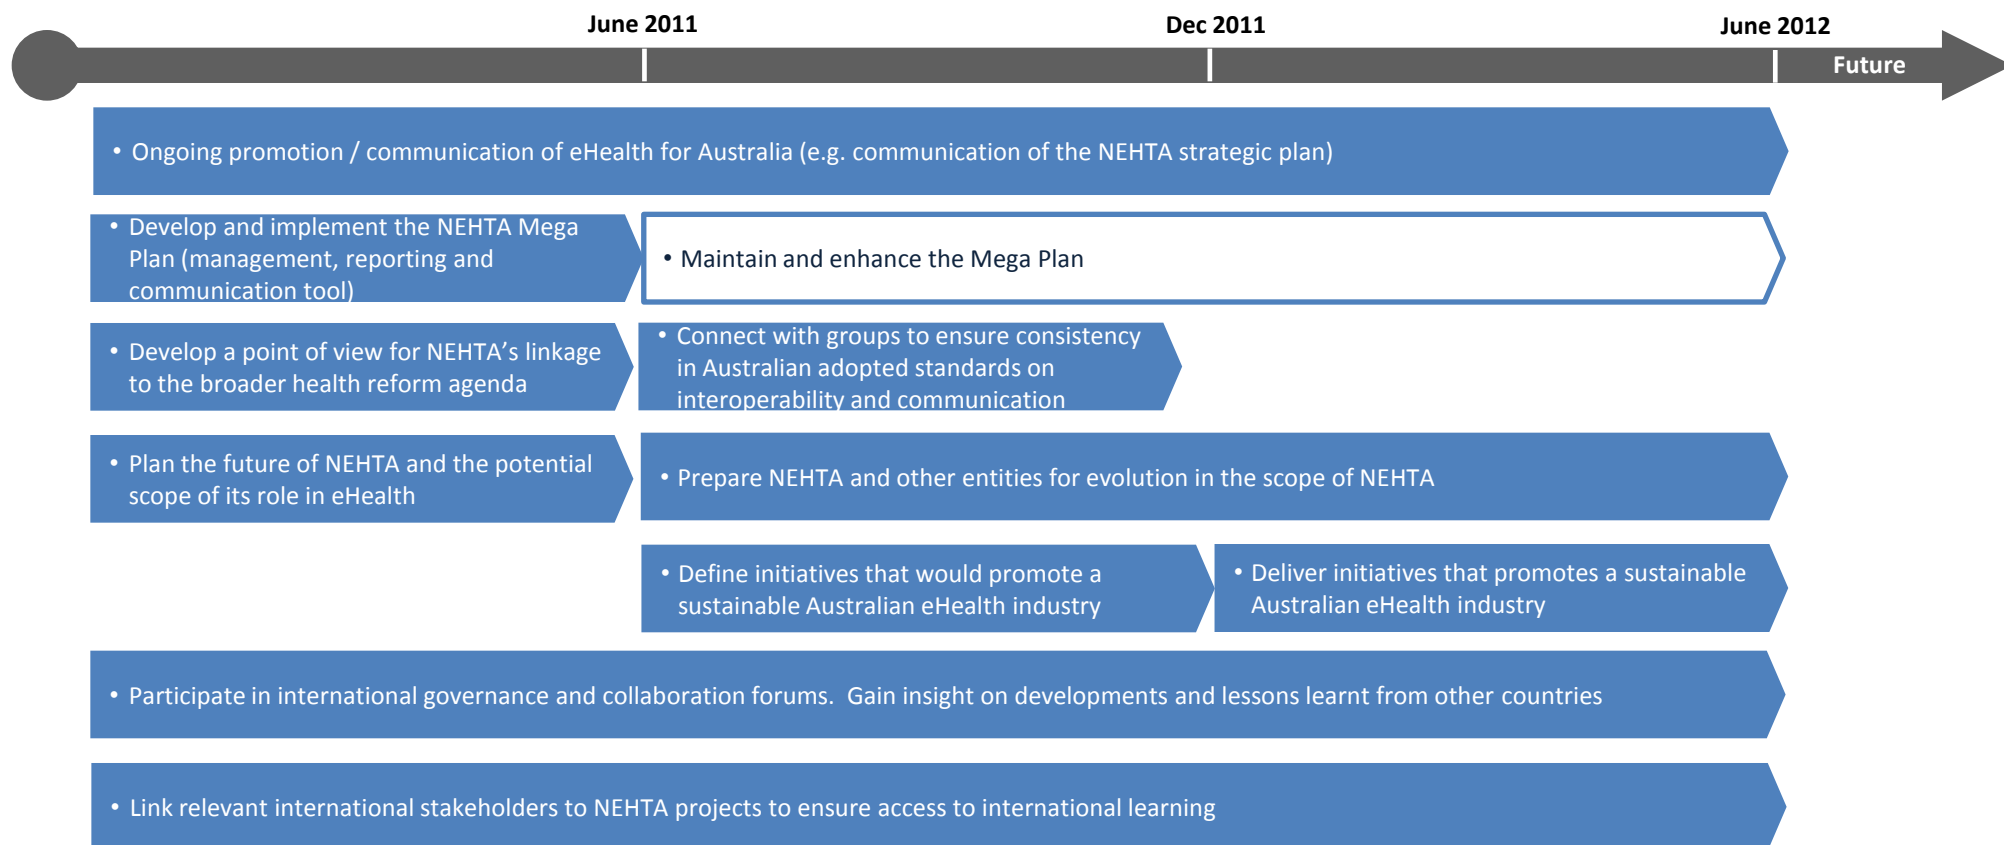 June 2011
Dec 2011
June 2012
Future
• Ongoing promotion / communication of eHealth for Australia (e.g. communication of the NEHTA strategic plan)
• Develop and implement the NEHTA Mega
Plan (management, reporting and
communication tool)
• Maintain and enhance the Mega Plan
• Develop a point of view for NEHTA’s linkage
to the broader health reform agenda
• Connect with groups to ensure consistency
in Australian adopted standards on
interoperability and communication
• Plan the future of NEHTA and the potential
scope of its role in eHealth
• Prepare NEHTA and other entities for evolution in the scope of NEHTA
• Define initiatives that would promote a
sustainable Australian eHealth industry
• Deliver initiatives that promotes a sustainable
Australian eHealth industry
• Participate in international governance and collaboration forums.  Gain insight on developments and lessons learnt from other countries
• Link relevant international stakeholders to NEHTA projects to ensure access to international learning